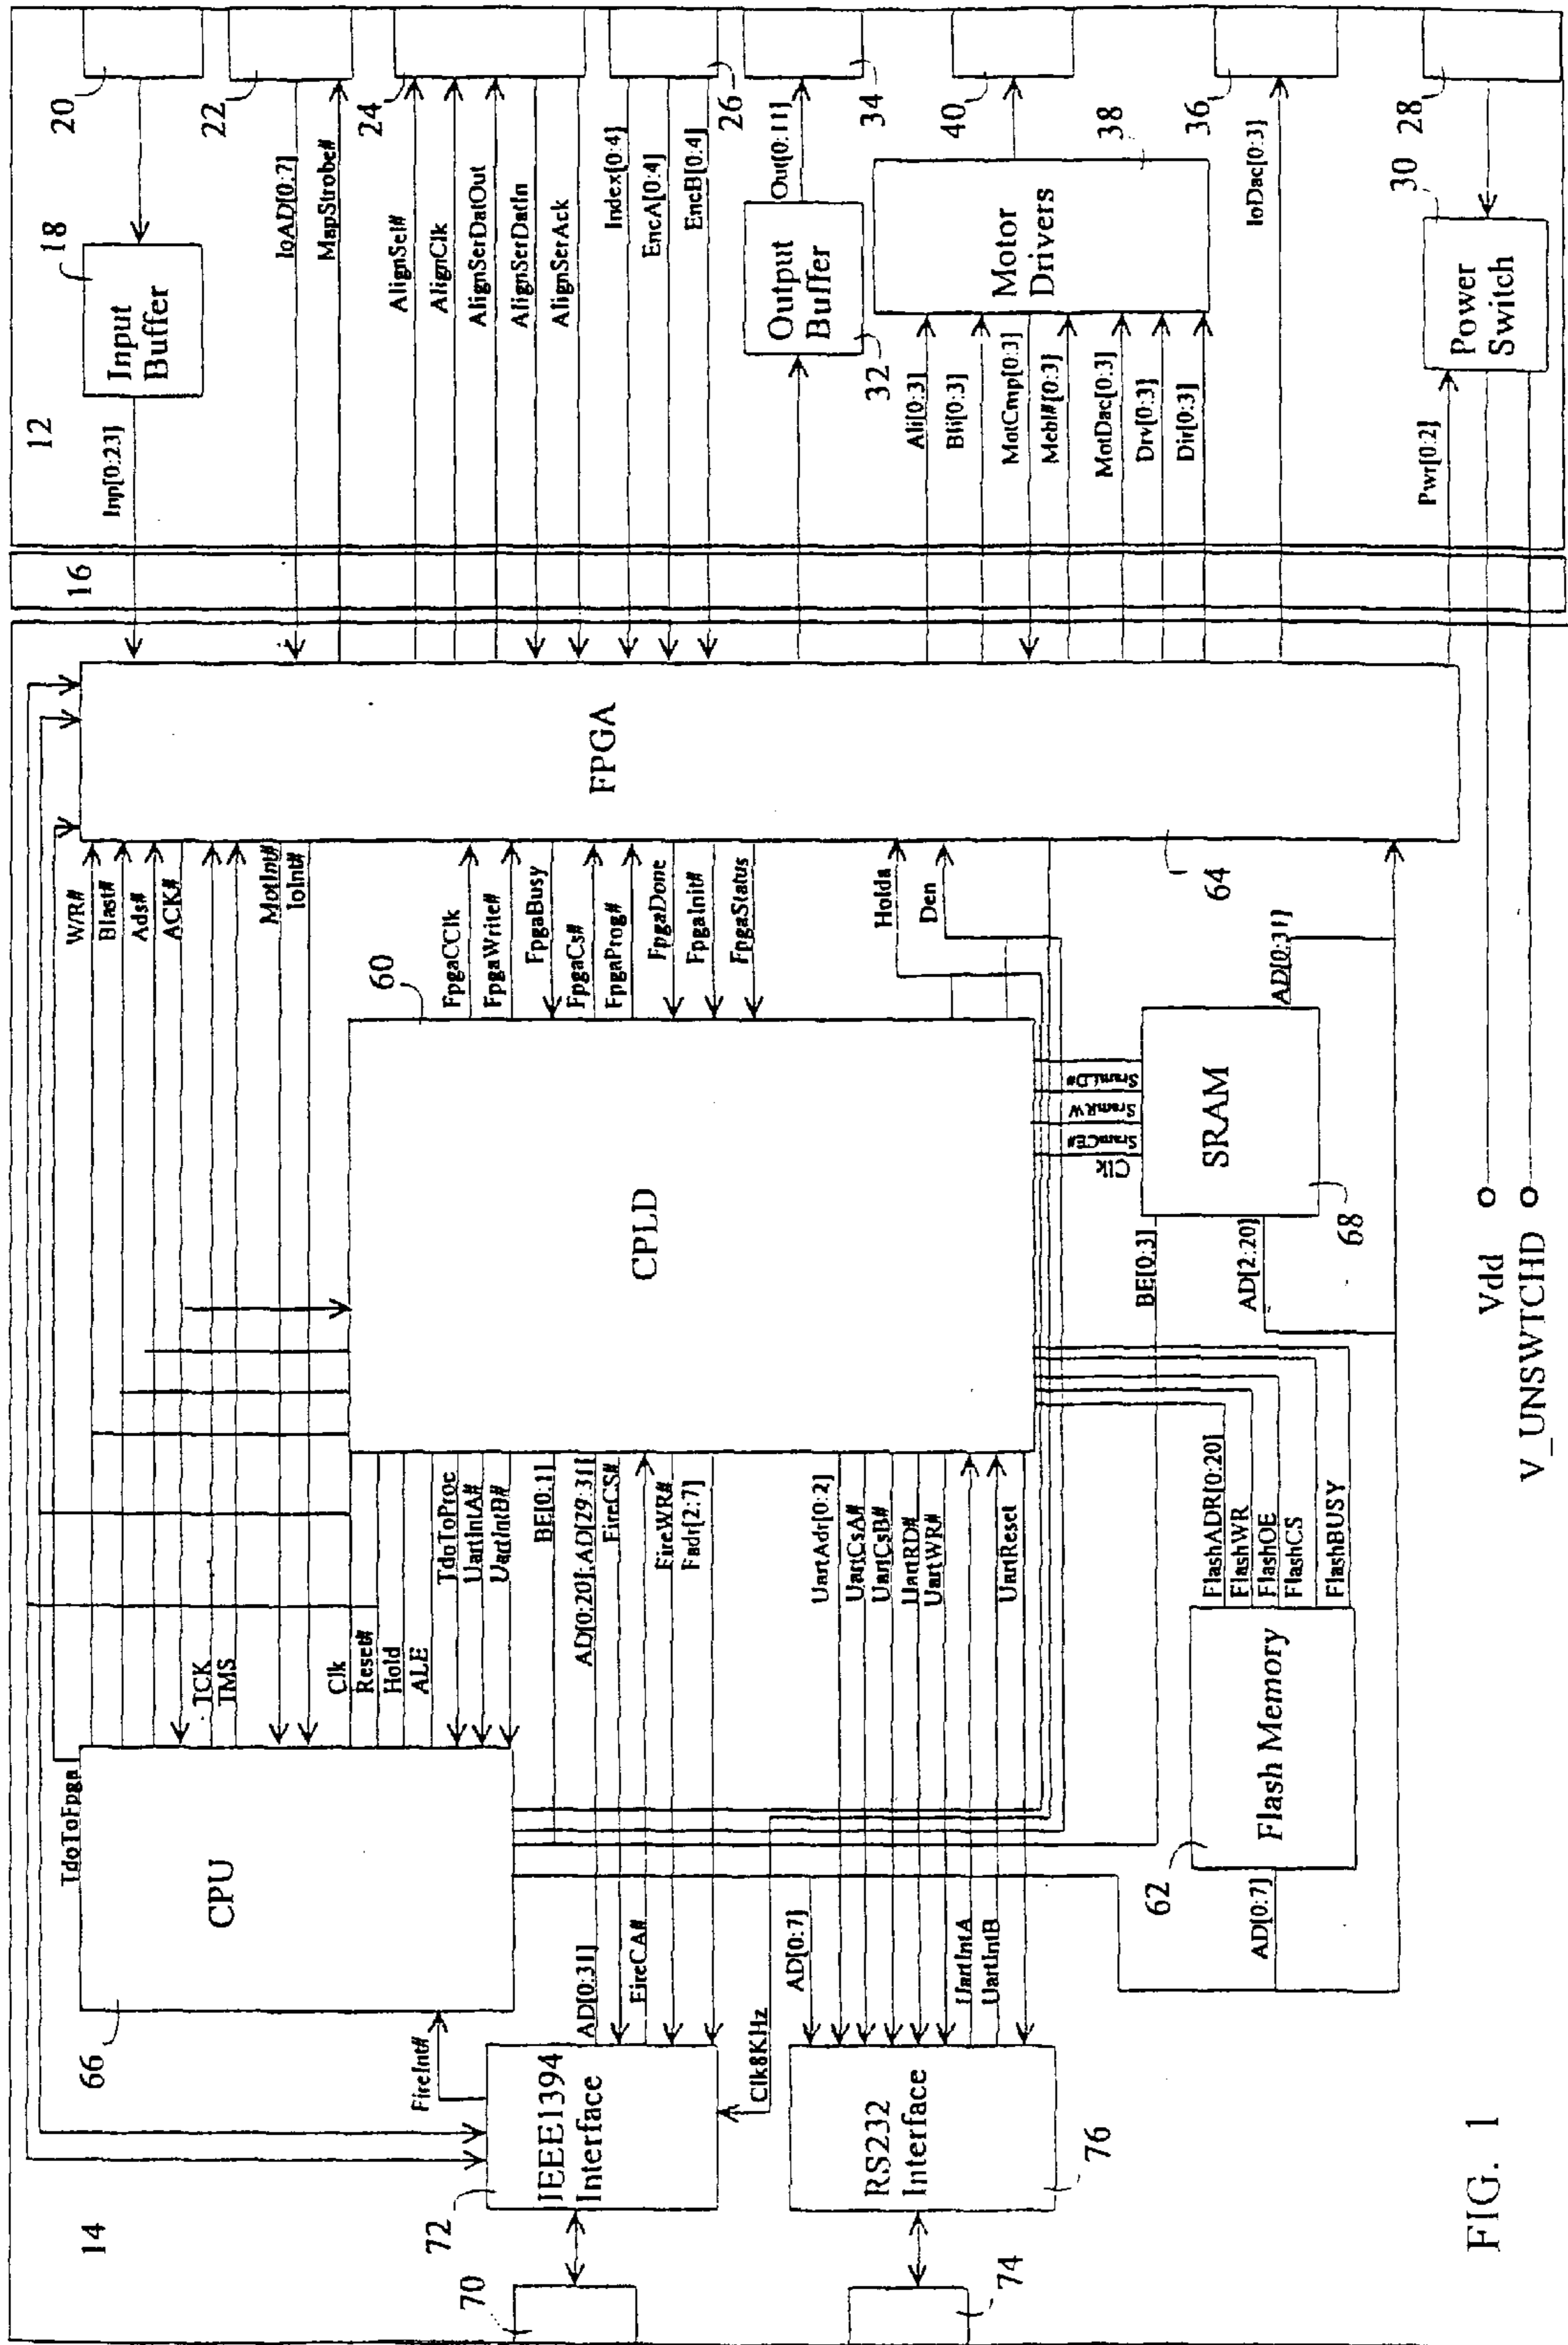 14
66
CPU
TdoToFpga
W/R#
Blast#
Ads#
ACK#
TCK
TMS
MotInt#
IoInt#
Clk
Reset#
Hold
ALE
TdoToProc
UartIntA#
UartIntB#
BE[0:1]
AD[0:20],AD[29:31]
AD[0:31]
FireCS#
FireCA#
FireWR#
Fadr[2:7]
FireInt#
72
IEEE1394
Interface
70
Clk8KHz
AD[0:7]
UartAdr[0:2]
UartCsA#
UartCsB#
UartRD#
UartWR#
UartIntA
UartIntB
UartReset
RS232
Interface
74
76
60
CPLD
FpgaCClk
FpgaWrite#
FpgaBusy
FpgaCs#
FpgaProg#
FpgaDone
FpgaInit#
FpgaStatus
Holda
Den
FPGA
64
Clk
SramCE#
SramRW
SramLD#
SRAM
68
BE[0:3]
AD[2:20]
AD[0:31]
FlashADR[0:20]
FlashWR
FlashOE
FlashCS
FlashBUSY
Flash Memory
62
AD[0:7]
Vdd
V_UNSWTCHD
16
12
Inp[0:23]
18
Input
Buffer
20
IoAD[0:7]
MapStrobe#
22
AlignSel#
AlignClk
AlignSerDatOut
AlignSerDatIn
AlignSerAck
24
Index[0:4]
EncA[0:4]
EncB[0:4]
26
Output
Buffer
32
Out[0:11]
34
Ali[0:3]
Bli[0:3]
MotCmp[0:3]
Mebl#[0:3]
MotDac[0:3]
Drv[0:3]
Dir[0:3]
Motor
Drivers
38
40
IoDac[0:3]
36
Pwr[0:2]
Power
Switch
30
28
FIG. 1